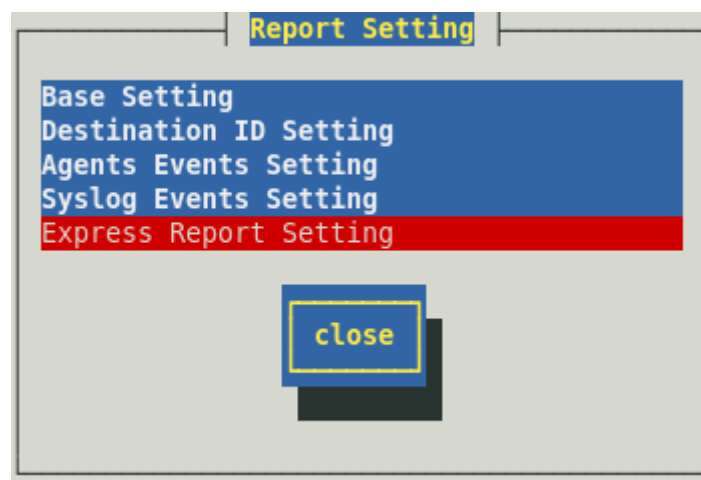 Report Setting
Base Setting
Destination ID Setting
Agents Events Setting
Syslog Events Setting
Express Report Setting
close